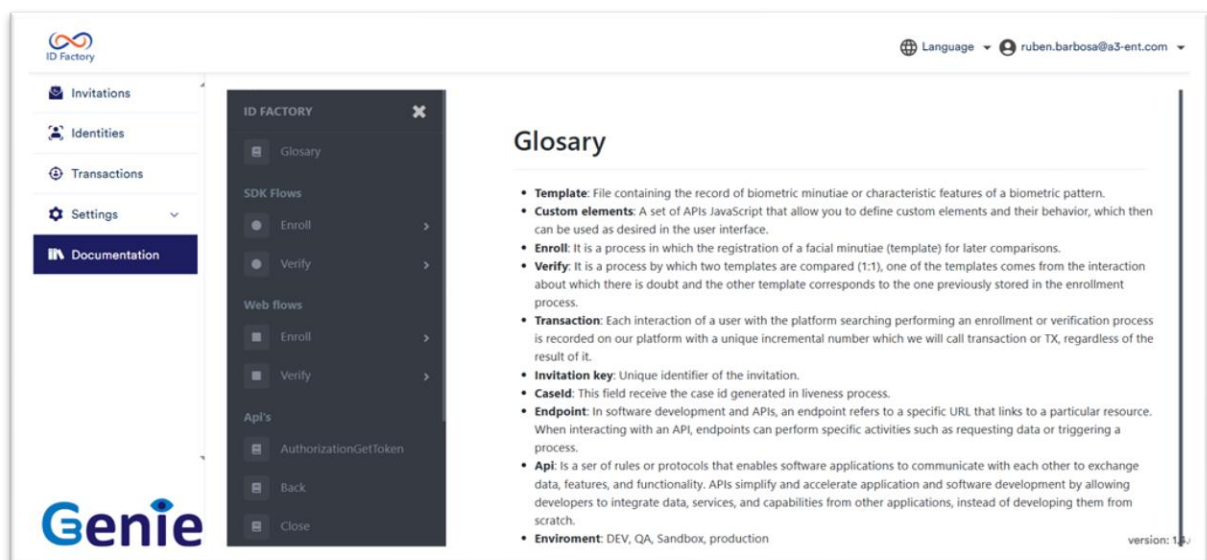 ID Factory
Language
ruben.barbosa@a3-ent.com
Invitations
Identities
Transactions
Settings
Documentation
ID FACTORY
Glosary
SDK Flows
Enroll
Verify
Web flows
Enroll
Verify
Api's
AuthorizationGetToken
Back
Close
Glosary
Template: File containing the record of biometric minutiae or characteristic features of a biometric pattern.
Custom elements: A set of APIs JavaScript that allow you to define custom elements and their behavior, which then
can be used as desired in the user interface.
Enroll: It is a process in which the registration of a facial minutiae (template) for later comparisons.
Verify: It is a process by which two templates are compared (1:1), one of the templates comes from the interaction
about which there is doubt and the other template corresponds to the one previously stored in the enrollment
process.
Transaction: Each interaction of a user with the platform searching performing an enrollment or verification process
is recorded on our platform with a unique incremental number which we will call transaction or TX, regardless of the
result of it.
Invitation key: Unique identifier of the invitation.
CaseId: This field receive the case id generated in liveness process.
Endpoint: In software development and APIs, an endpoint refers to a specific URL that links to a particular resource.
When interacting with an API, endpoints can perform specific activities such as requesting data or triggering a
process.
Api: Is a ser of rules or protocols that enables software applications to communicate with each other to exchange
data, features, and functionality. APIs simplify and accelerate application and software development by allowing
developers to integrate data, services, and capabilities from other applications, instead of developing them from
scratch.
Enviroment: DEV, QA, Sandbox, production
version:
Genie